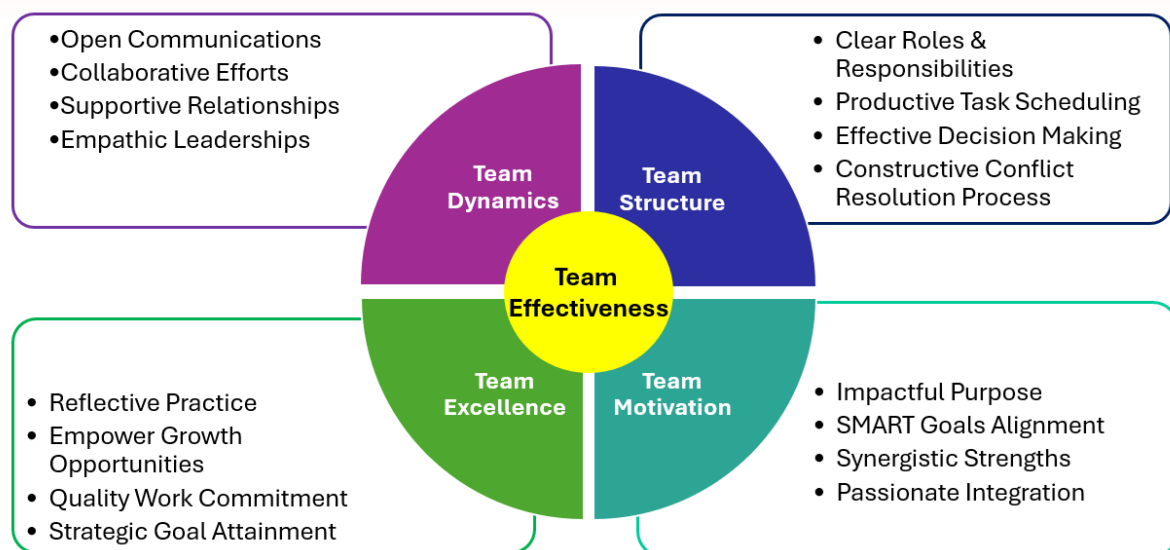 •Open Communications
•Collaborative Efforts
•Supportive Relationships
•Empathic Leaderships
• Clear Roles &
Responsibilities
• Productive Task Scheduling
• Effective Decision Making
• Constructive Conflict
Resolution Process
Team
Dynamics
Team
Structure
Team
Effectiveness
Team
Excellence
Team
Motivation
• Reflective Practice
• Empower Growth
Opportunities
• Quality Work Commitment
• Strategic Goal Attainment
• Impactful Purpose
• SMART Goals Alignment
• Synergistic Strengths
• Passionate Integration